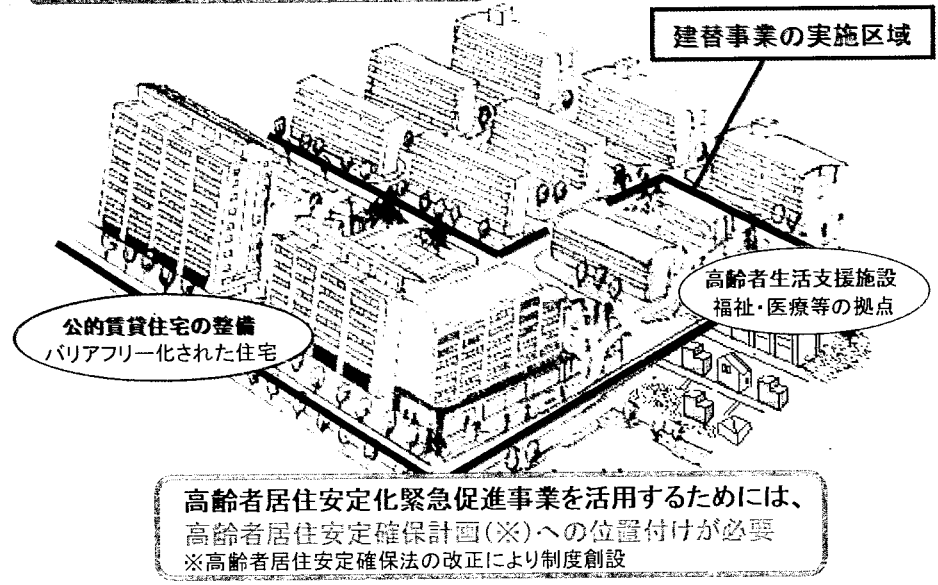 建替事業の実施区域
高齢者生活支援施設
福祉・医療等の拠点
公的賃貸住宅の整備
バリアフリー化された住宅
高齢者居住安定化緊急促進事業を活用するためには、
高齢者居住安定確保計画(※)への位置付けが必要
※高齢者居住安定確保法の改正により制度創設